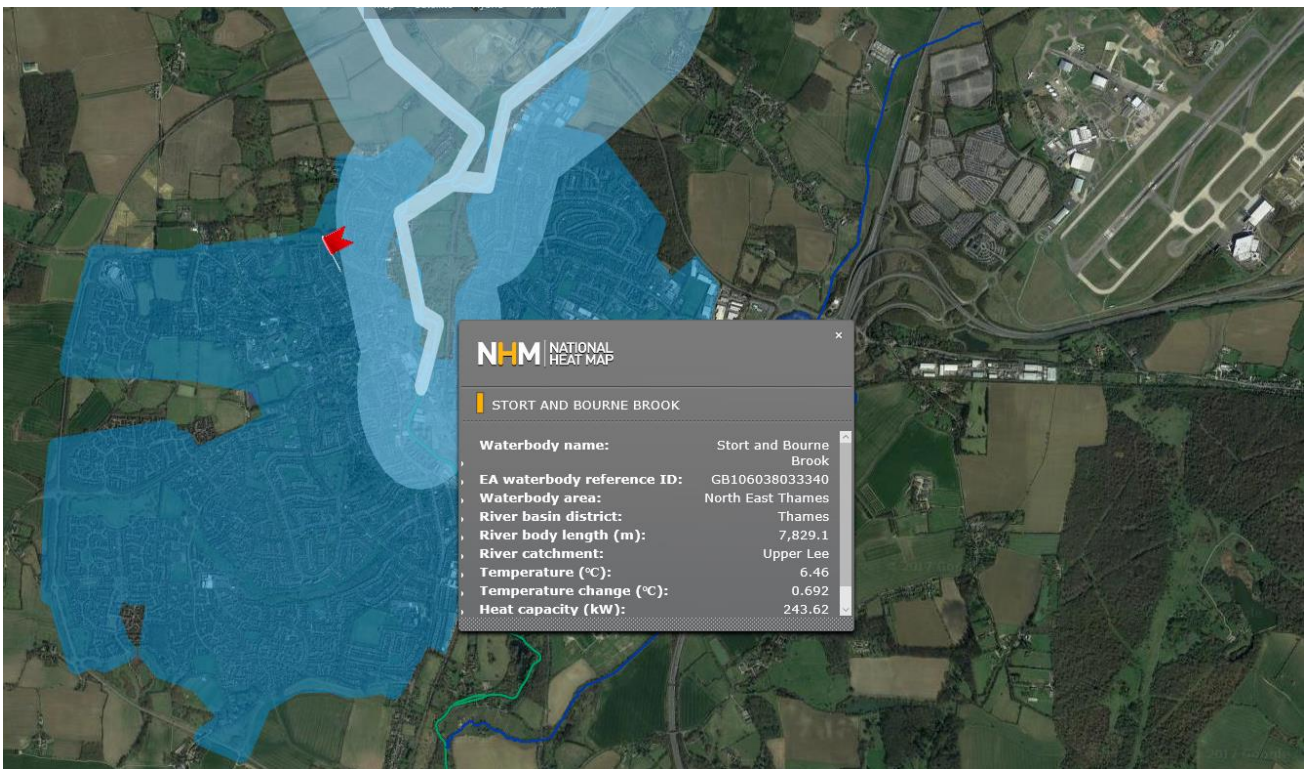 ×
NHM NATIONAL
HEAT MAP
STORT AND BOURNE BROOK
Waterbody name: Stort and Bourne
Brook
EA waterbody reference ID: GB106038033340
Waterbody area: North East Thames
River basin district: Thames
River body length (m): 7,829.1
River catchment: Upper Lee
Temperature (°C): 6.46
Temperature change (°C): 0.692
Heat capacity (kW): 243.62